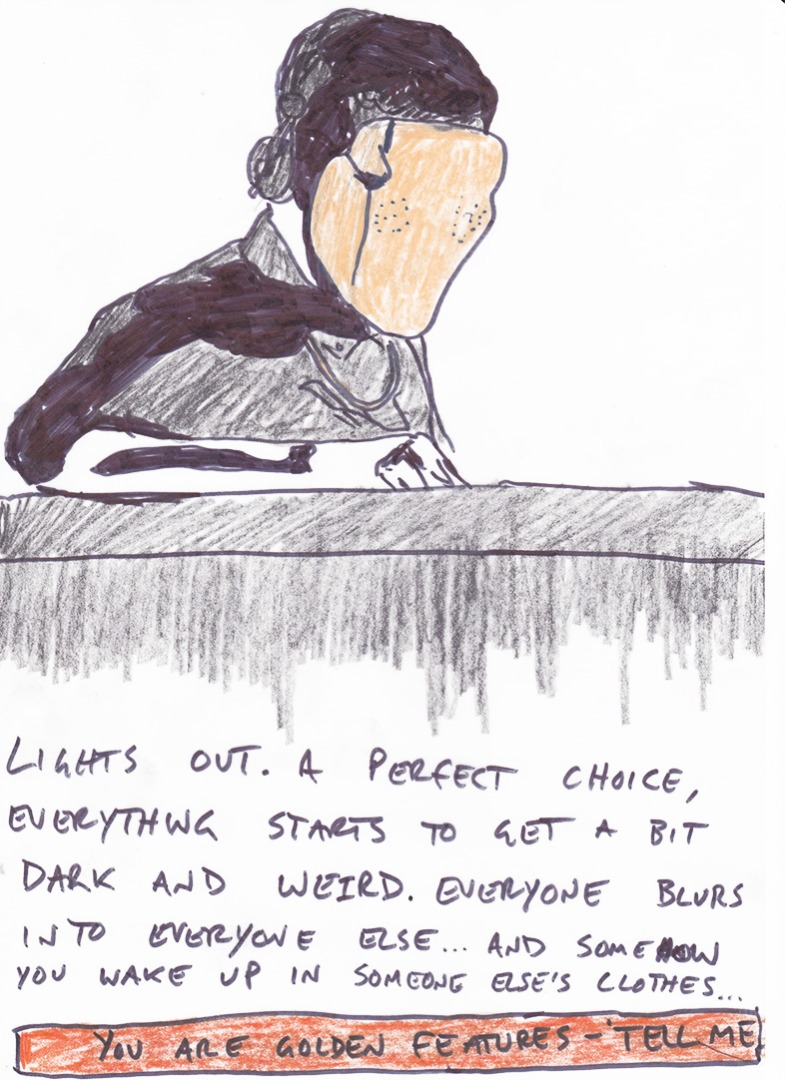 LIGHTS OUT. A PERFECT CHOICE,
EVERYTHING STARTS TO GET A BIT
DARK AND WEIRD. EVERYONE BLURS
INTO EVERYONE ELSE... AND SOMEHOW
YOU WAKE UP IN SOMEONE ELSE'S CLOTHES...
YOU ARE GOLDEN FEATURES - 'TELL ME